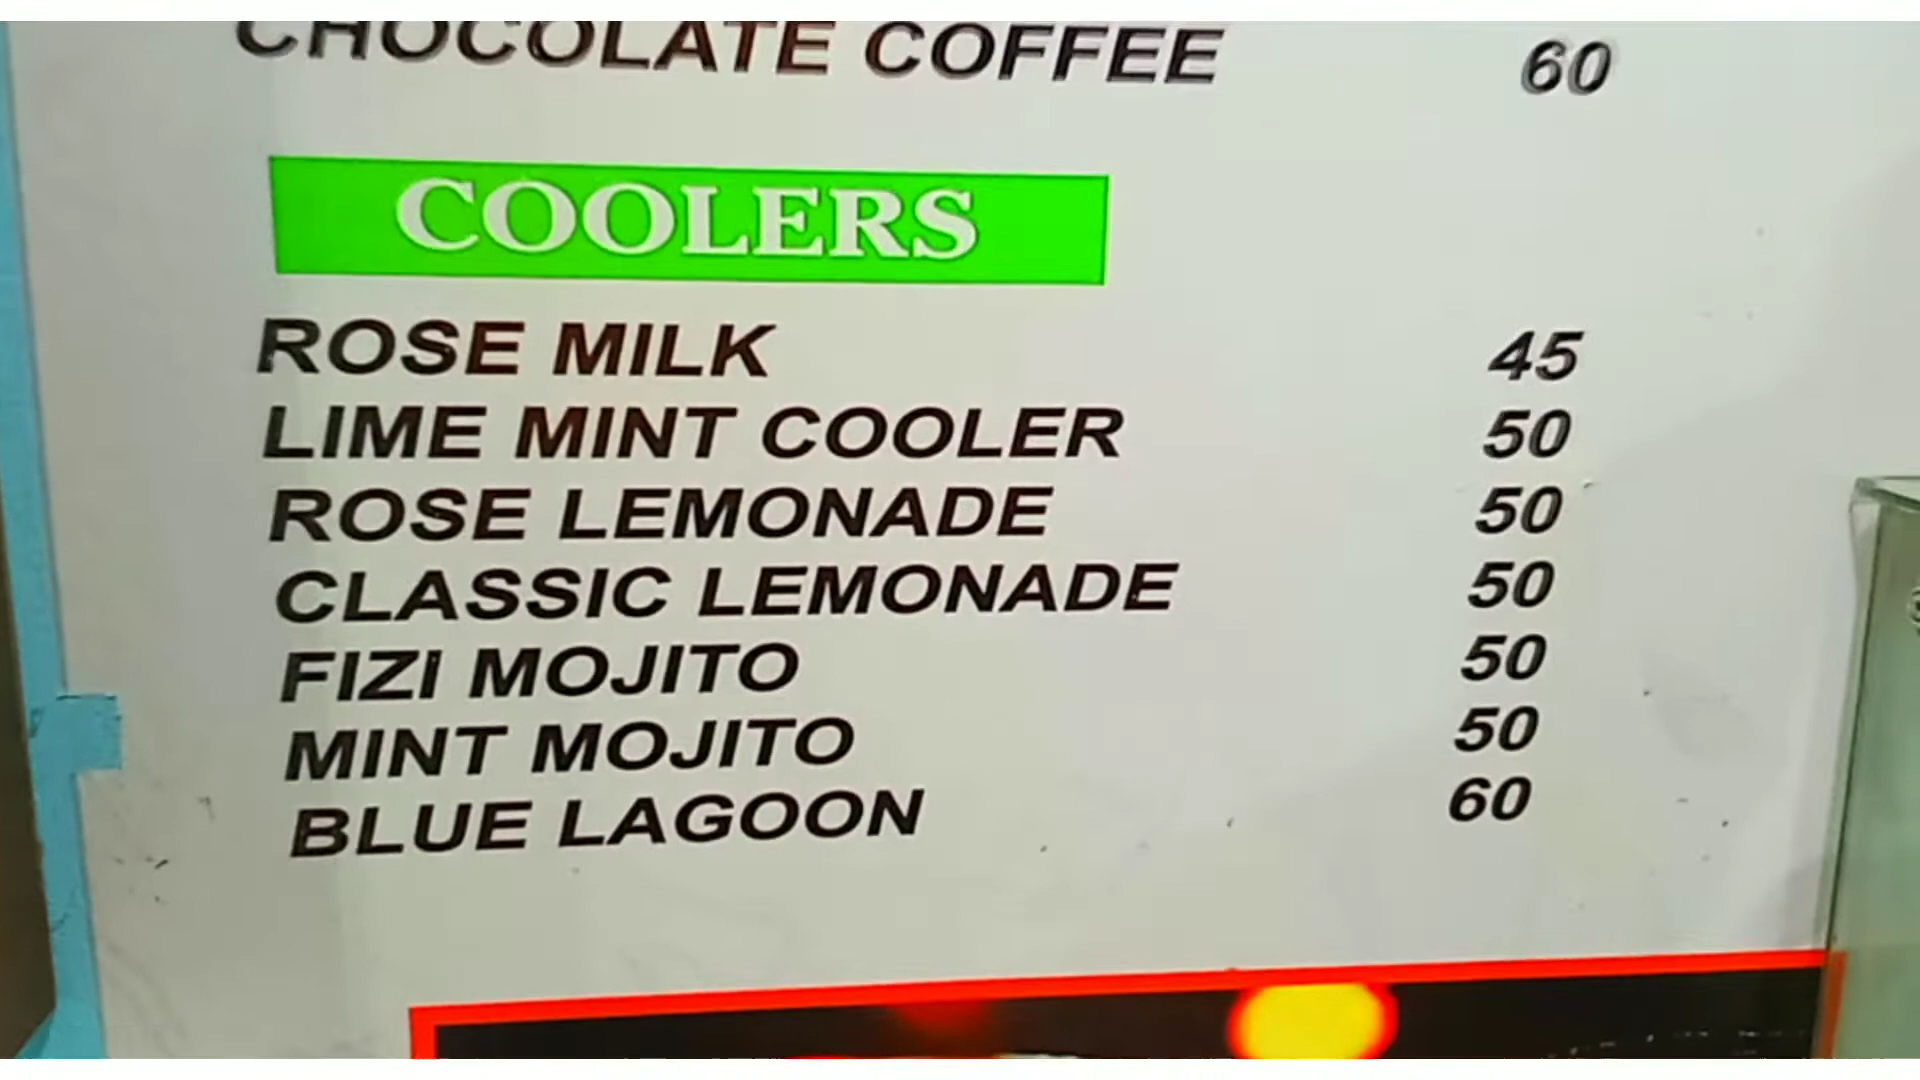 CHOCOLATE COFFEE 60
COOLERS
ROSE MILK 45
LIME MINT COOLER 50
ROSE LEMONADE 50
CLASSIC LEMONADE 50
FIZI MOJITO 50
MINT MOJITO 50
BLUE LAGOON 60